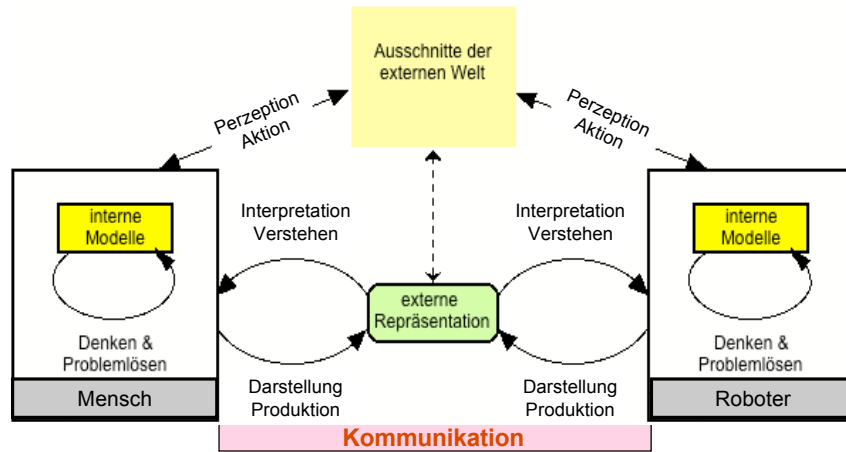 Ausschnitte der
externen Welt
Perzeption
Aktion
Perzeption
Aktion
interne
Modelle
Denken &
Problemlösen
Mensch
Interpretation
Verstehen
externe
Repräsentation
Darstellung
Produktion
Interpretation
Verstehen
Darstellung
Produktion
interne
Modelle
Denken &
Problemlösen
Roboter
Kommunikation